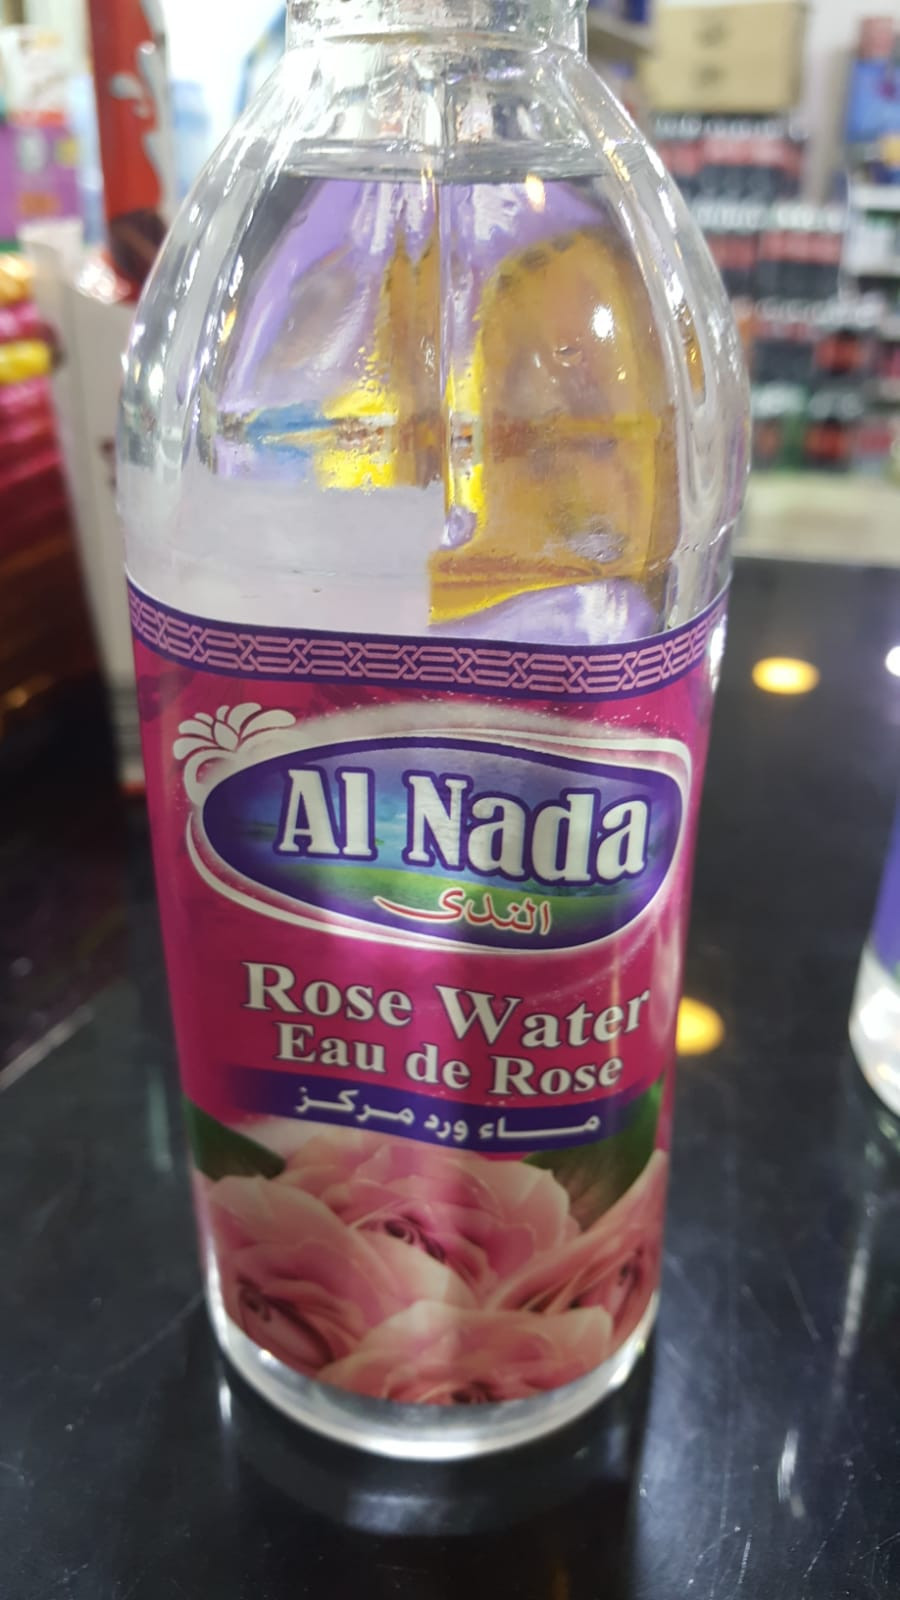 Al Nada
الندى
Rose Water
Eau de Rose
ماء ورد مركز